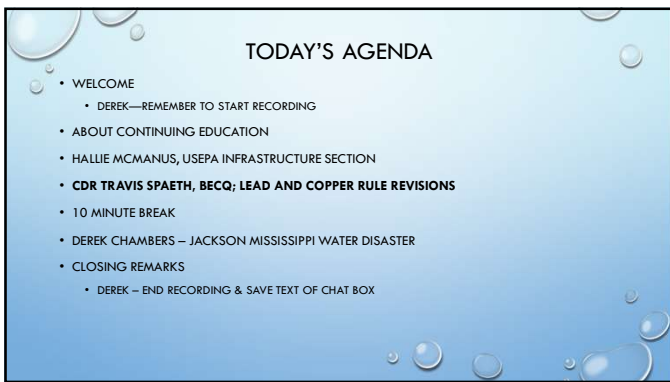 TODAY'S AGENDA
• WELCOME
• DEREK—REMEMBER TO START RECORDING
• ABOUT CONTINUING EDUCATION
• HALLIE MCMANUS, USEPA INFRASTRUCTURE SECTION
• CDR TRAVIS SPAETH, BECQ; LEAD AND COPPER RULE REVISIONS
• 10 MINUTE BREAK
• DEREK CHAMBERS – JACKSON MISSISSIPPI WATER DISASTER
• CLOSING REMARKS
• DEREK – END RECORDING & SAVE TEXT OF CHAT BOX